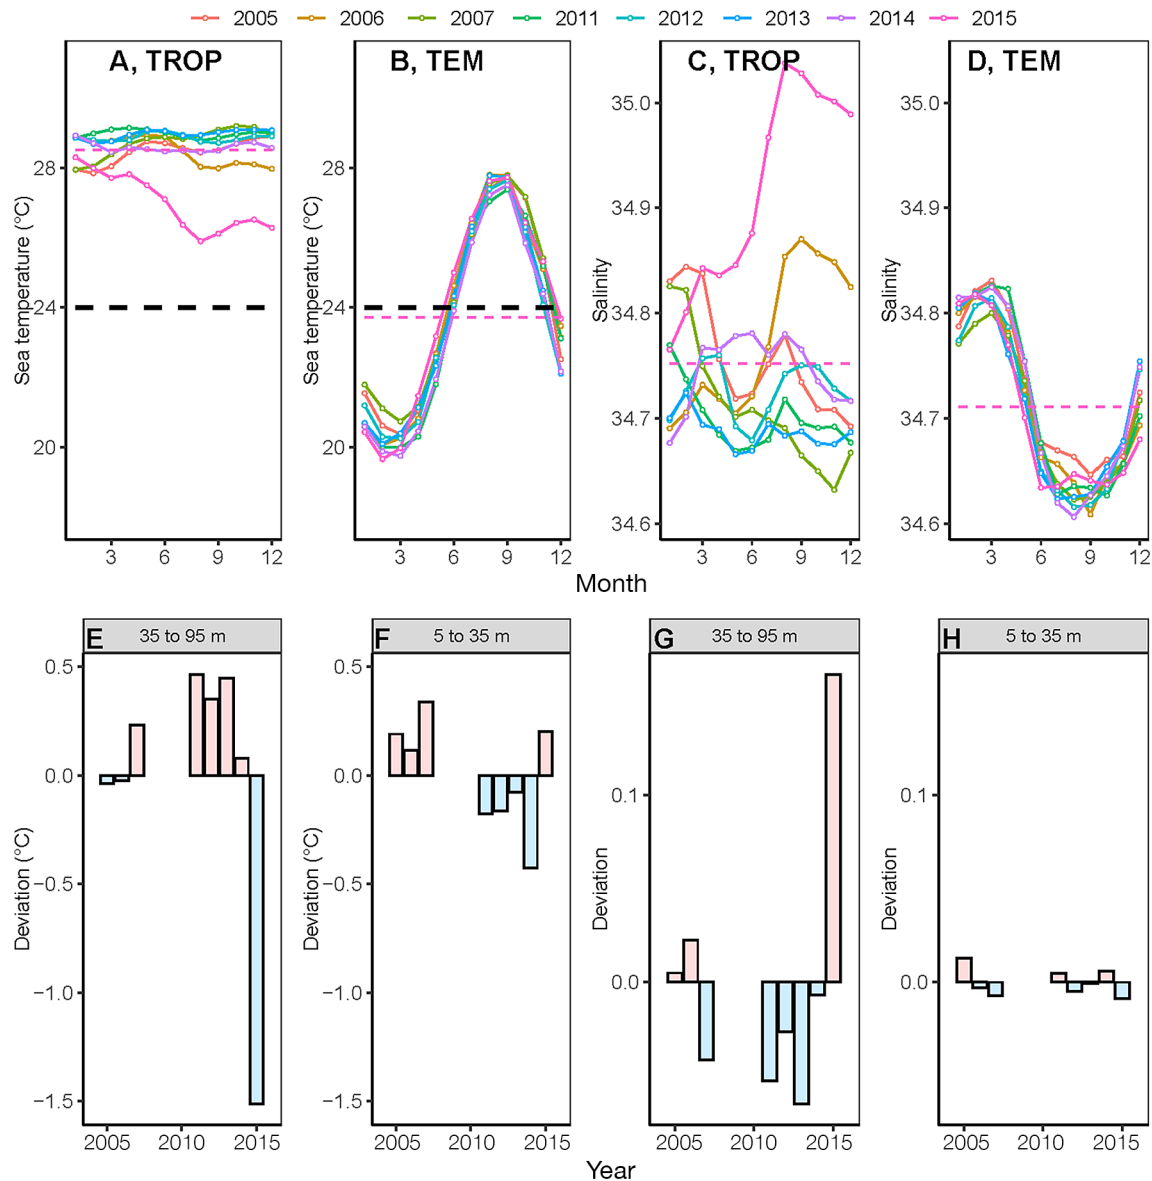 2005 2006 2007 2011 2012 2013 2014 2015
A, TROP
B, TEM
C, TROP
D, TEM
Sea temperature (°C)
28
24
20
3 6 9 12
Sea temperature (°C)
28
24
20
3 6 9 12
Salinity
35.0
34.9
34.8
34.7
34.6
3 6 9 12
Salinity
35.0
34.9
34.8
34.7
34.6
3 6 9 12
Month
E 35 to 95 m
F 5 to 35 m
G 35 to 95 m
H 5 to 35 m
Deviation (°C)
0.5
0.0
−0.5
−1.0
−1.5
2005 2010 2015
Deviation (°C)
0.5
0.0
−0.5
−1.0
−1.5
2005 2010 2015
Deviation
0.1
0.0
2005 2010 2015
Deviation
0.1
0.0
2005 2010 2015
Year